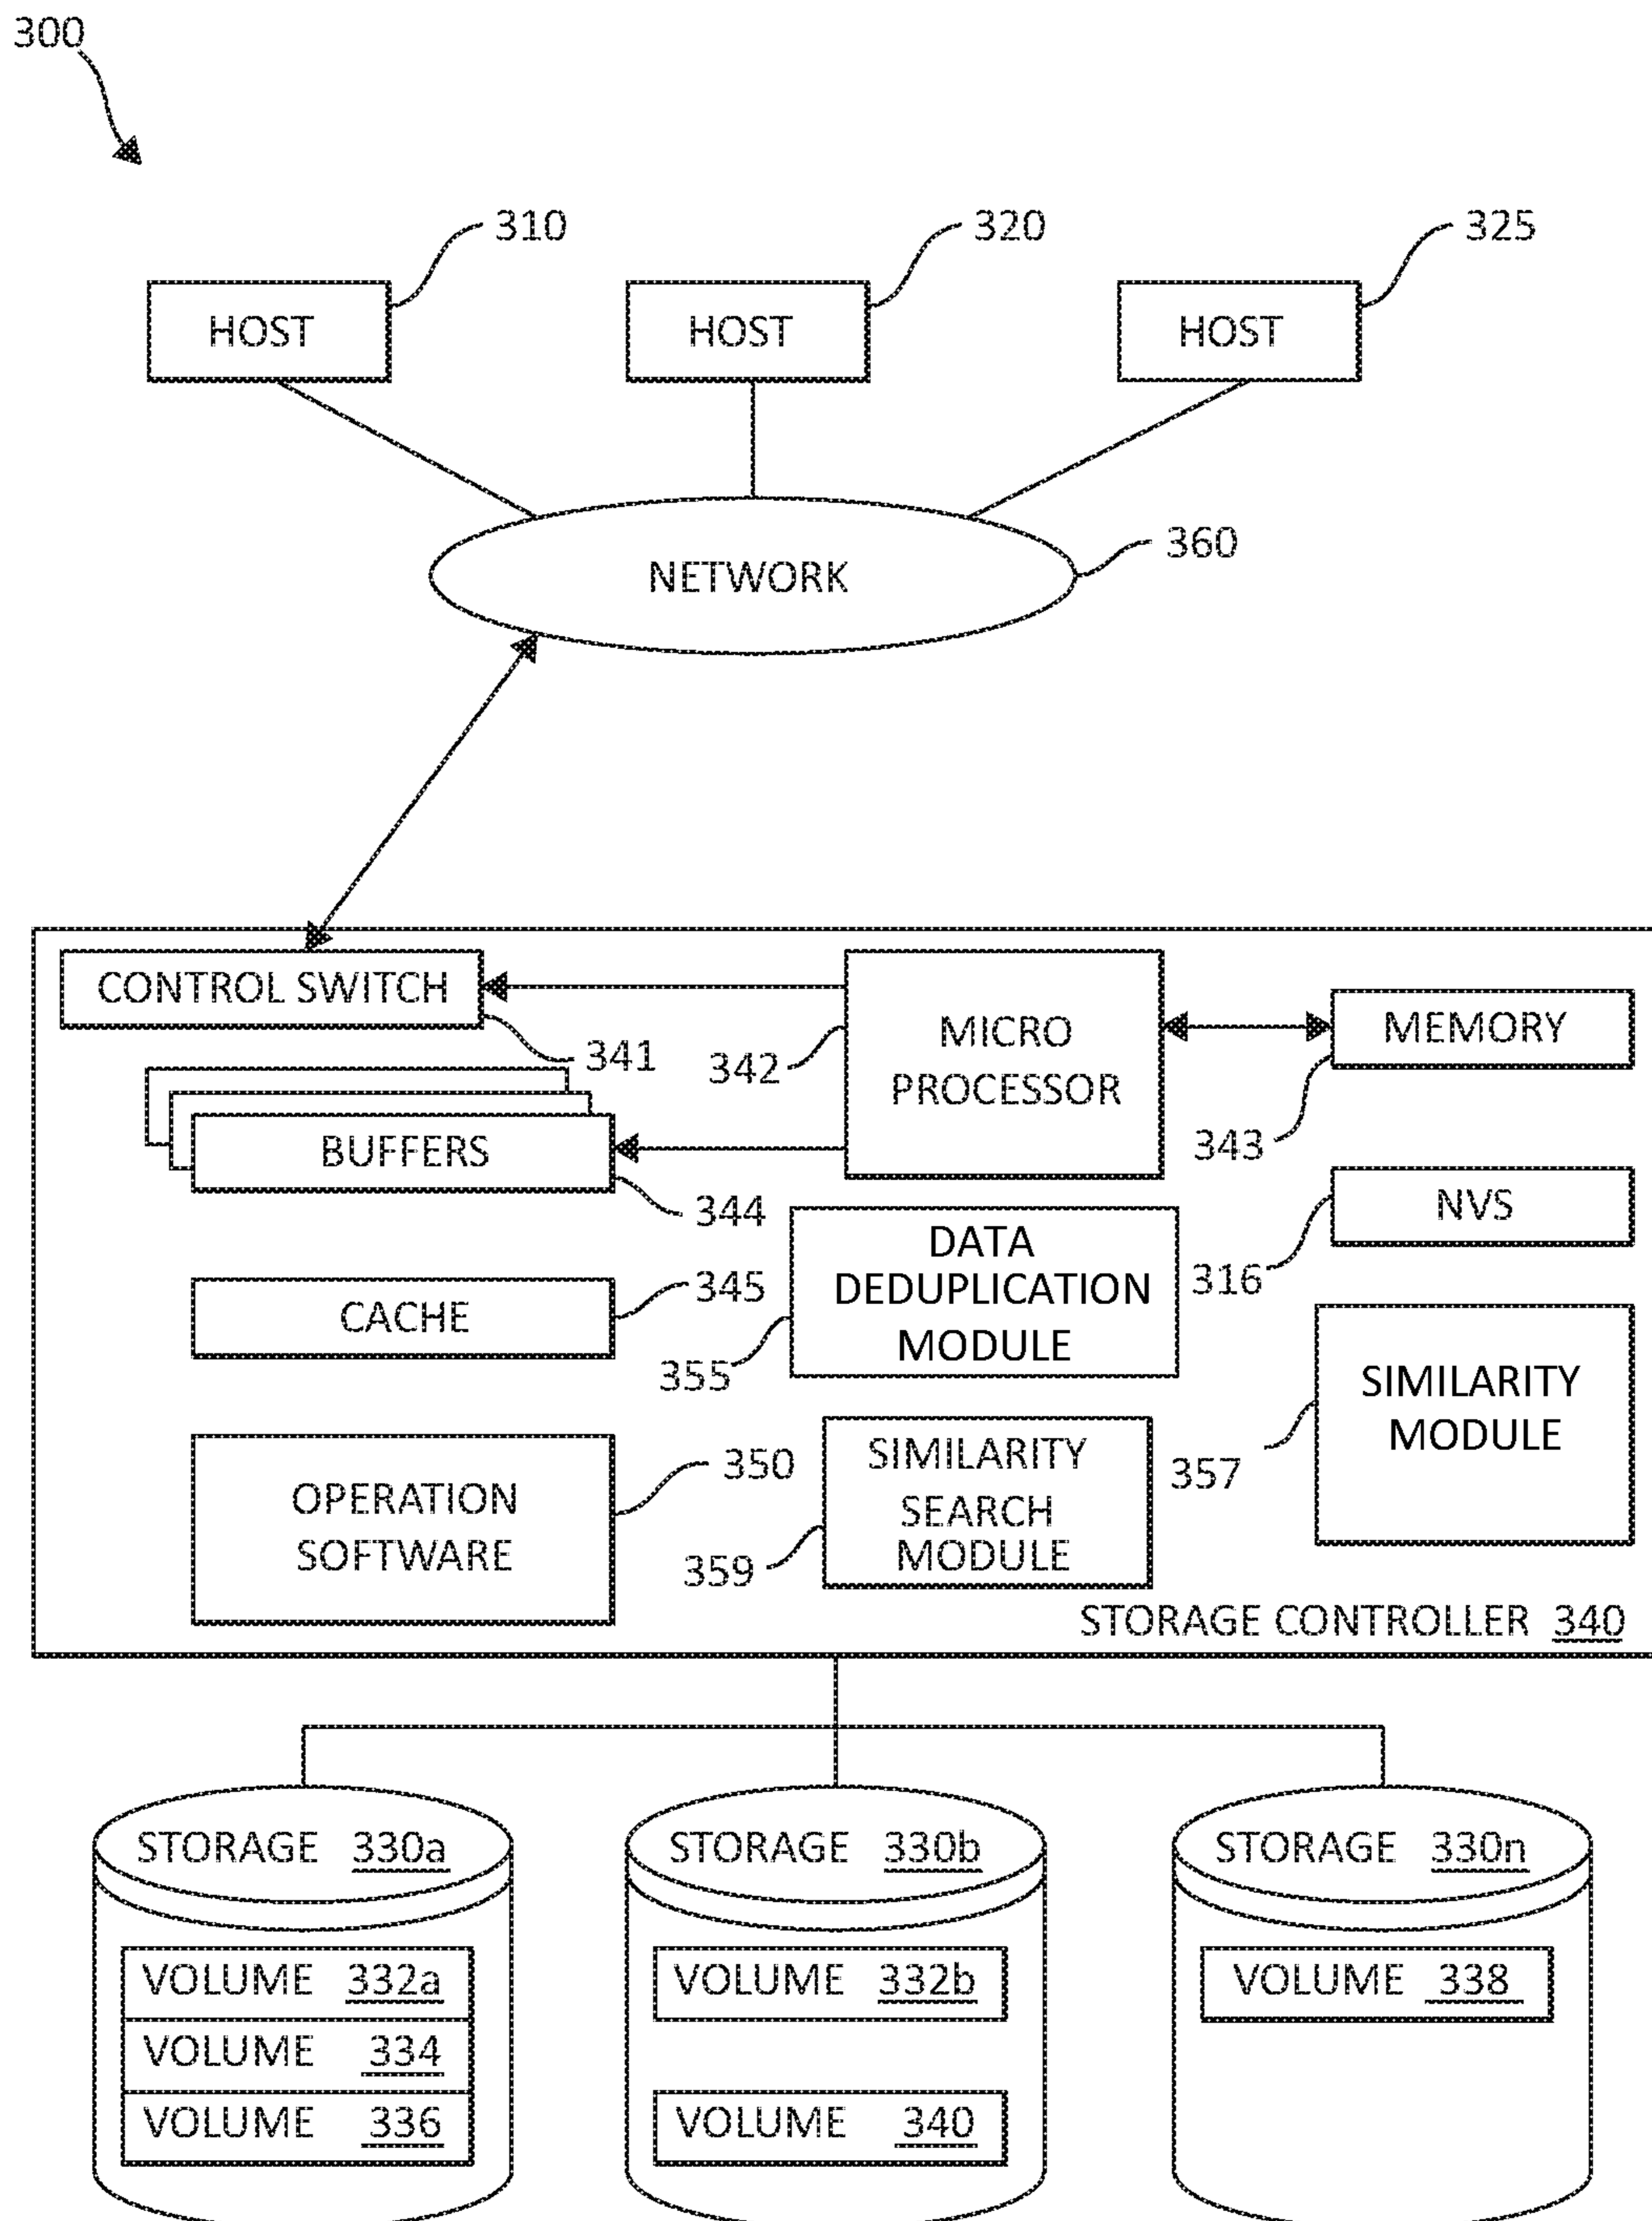 300
310
320
325
HOST
HOST
HOST
360
NETWORK
CONTROL SWITCH
341
342
MICRO
PROCESSOR
MEMORY
343
BUFFERS
344
NVS
316
DATA
DEDUPLICATION
MODULE
355
CACHE
345
SIMILARITY
MODULE
357
OPERATION
SOFTWARE
350
SIMILARITY
SEARCH
MODULE
359
STORAGE CONTROLLER 340
STORAGE 330a
STORAGE 330b
STORAGE 330n
VOLUME 332a
VOLUME 334
VOLUME 336
VOLUME 332b
VOLUME 340
VOLUME 338